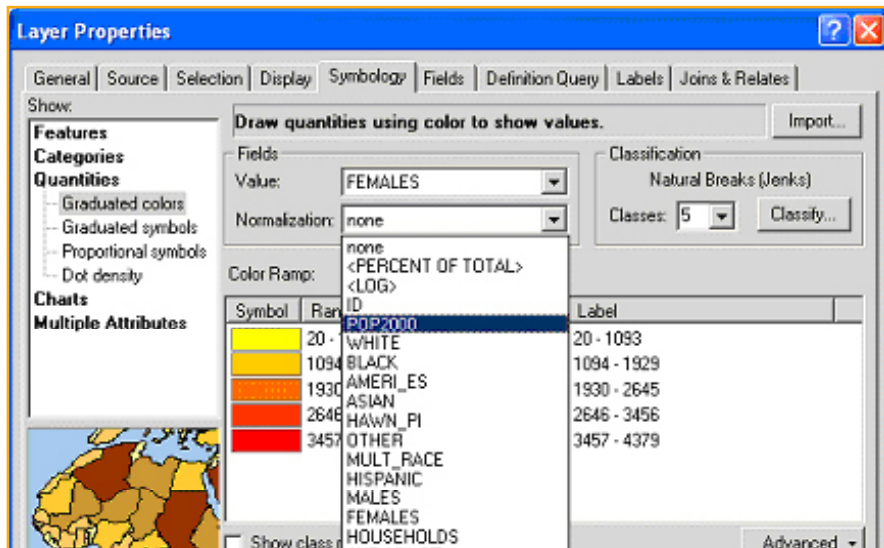 Layer Properties
General Source Selection Display Symbology Fields Definition Query Labels Joins & Relates
Show:
Features
Categories
Quantities
Graduated colors
Graduated symbols
Proportional symbols
Dot density
Charts
Multiple Attributes
Draw quantities using color to show values.
Import...
Fields
Value: FEMALES
Normalization: none
none
<PERCENT OF TOTAL>
<LOG>
ID
POP2000
WHITE
BLACK
AMERI_ES
ASIAN
HAWN_PI
OTHER
MULT_RACE
HISPANIC
MALES
FEMALES
HOUSEHOLDS
Classification
Natural Breaks (Jenks)
Classes: 5 Classify...
Color Ramp:
Symbol Ran Label
20 - 20 - 1093
1094 1094 - 1929
1930 1930 - 2645
2646 2646 - 3456
3457 3457 - 4379
Show class
Advanced